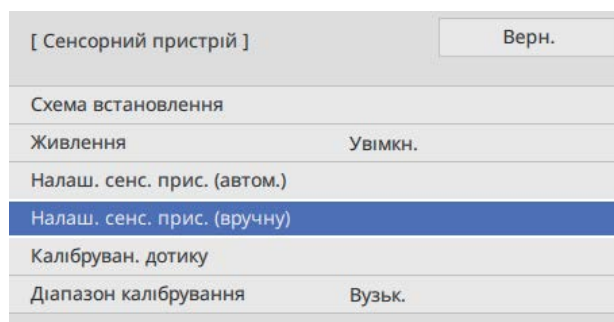 [ Сенсорний пристрій ] Верн.
Схема встановлення
Живлення Увімкн.
Налаш. сенс. прис. (автом.)
Налаш. сенс. прис. (вручну)
Калібруван. дотику
Діапазон калібрування Вузьк.